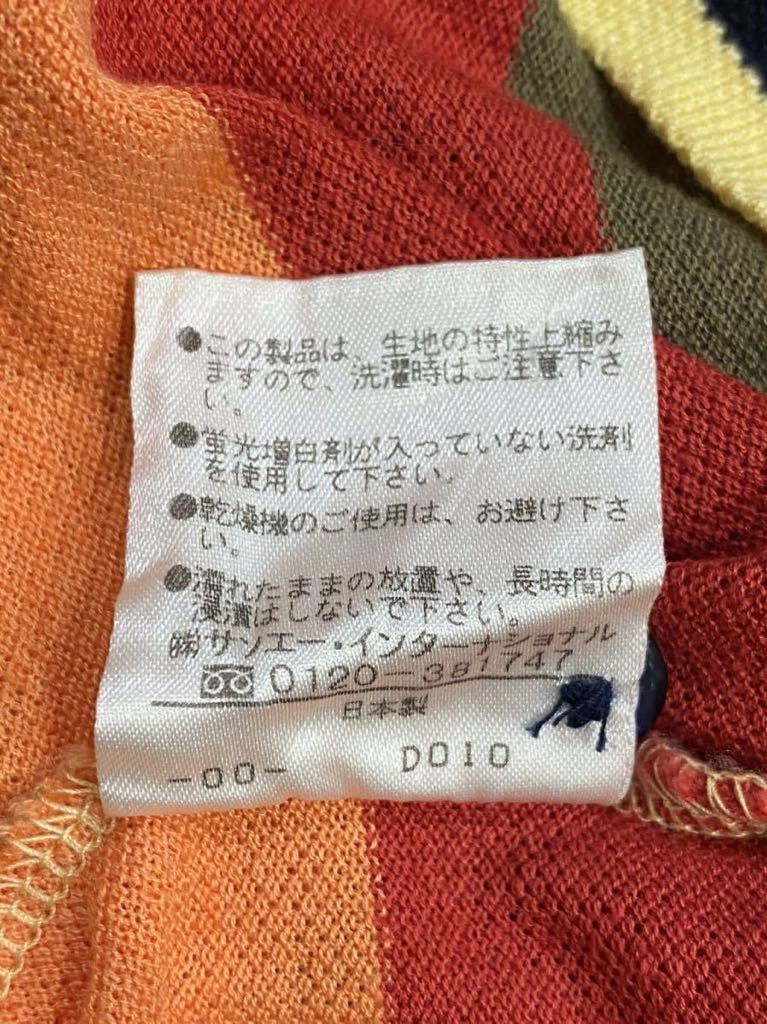 ●この製品は、生地の特性上縮み
ますので、洗濯時はご注意下さ
い。
●蛍光増白剤が入っていない洗剤
を使用して下さい。
●乾燥機のご使用は、お避け下さ
い。
●濡れたままの放置や、長時間の
浸漬はしないで下さい。
㈱サンエー・インターナショナル
0120-381747
日本製
-00- D010